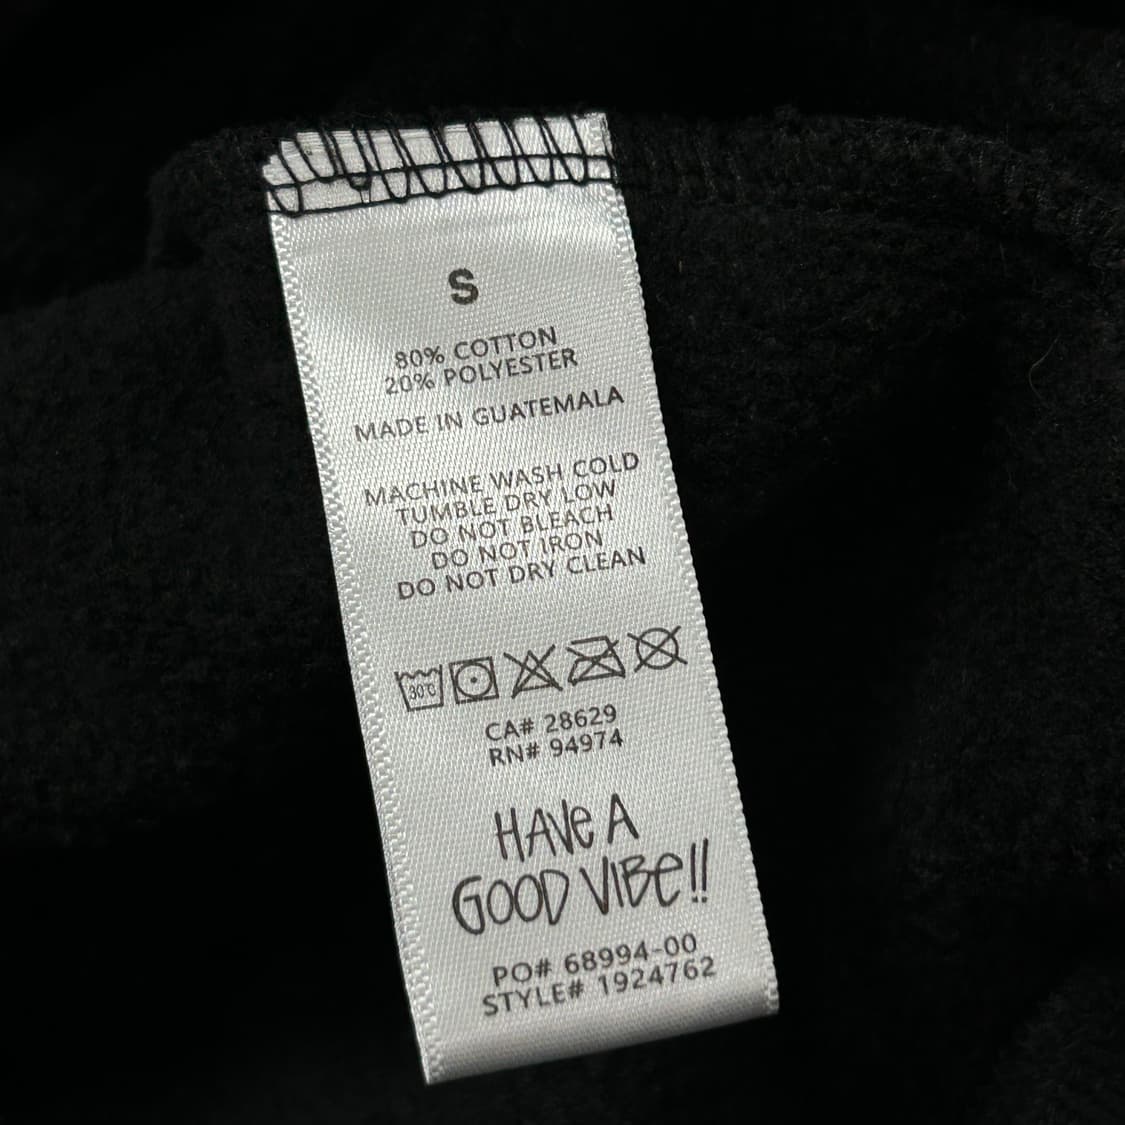 S
80% COTTON
20% POLYESTER
MADE IN GUATEMALA
MACHINE WASH COLD
TUMBLE DRY LOW
DO NOT BLEACH
DO NOT IRON
DO NOT DRY CLEAN
30°C
CA# 28629
RN# 94974
HAVe A
GOOD VIBe!!
PO# 68994-00
STYLE# 1924762